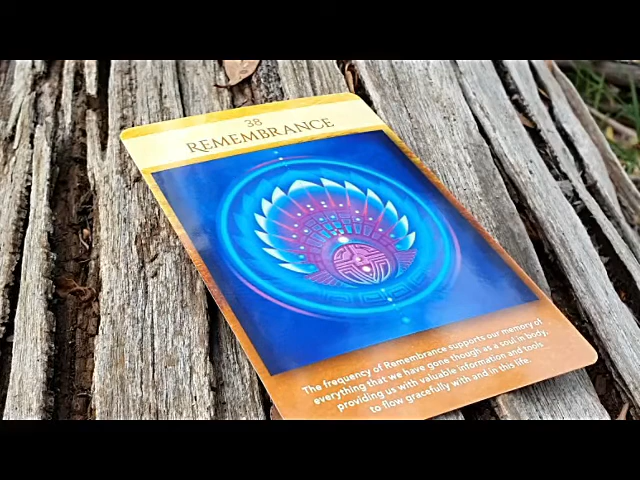 38
REMEMBRANCE
The frequency of Remembrance supports our memory of
everything that we have gone though as a soul in body,
providing us with valuable information and tools
to flow gracefully with and in this life.